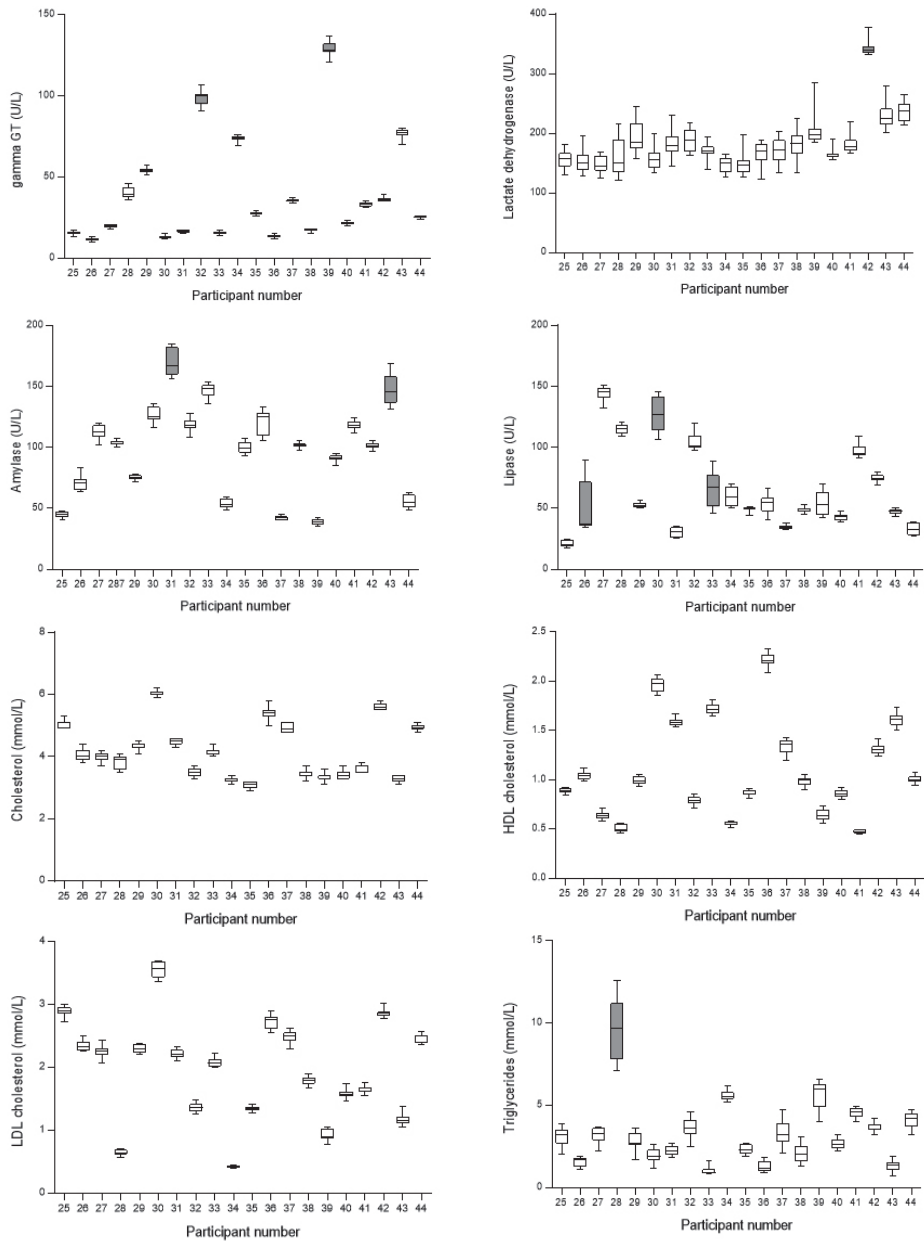 150
100
50
0
gamma GT (U/L)
25 26 27 28 29 30 31 32 33 34 35 36 37 38 39 40 41 42 43 44
Participant number
400
300
200
100
0
Lactate dehydrogenase (U/L)
25 26 27 28 29 30 31 32 33 34 35 36 37 38 39 40 41 42 43 44
Participant number
200
150
100
50
0
Amylase (U/L)
25 26 27 287 29 30 31 32 33 34 35 36 37 38 39 40 41 42 43 44
Participant number
200
150
100
50
0
Lipase (U/L)
25 26 27 28 29 30 31 32 33 34 35 36 37 38 39 40 41 42 43 44
Participant number
8
6
4
2
0
Cholesterol (mmol/L)
25 26 27 28 29 30 31 32 33 34 35 36 37 38 39 40 41 42 43 44
Participant number
2.5
2.0
1.5
1.0
0.5
0.0
HDL cholesterol (mmol/L)
25 26 27 28 29 30 31 32 33 34 35 36 37 38 39 40 41 42 43 44
Participant number
4
3
2
1
0
LDL cholesterol (mmol/L)
25 26 27 28 29 30 31 32 33 34 35 36 37 38 39 40 41 42 43 44
Participant number
15
10
5
0
Triglycerides (mmol/L)
25 26 27 28 29 30 31 32 33 34 35 36 37 38 39 40 41 42 43 44
Participant number